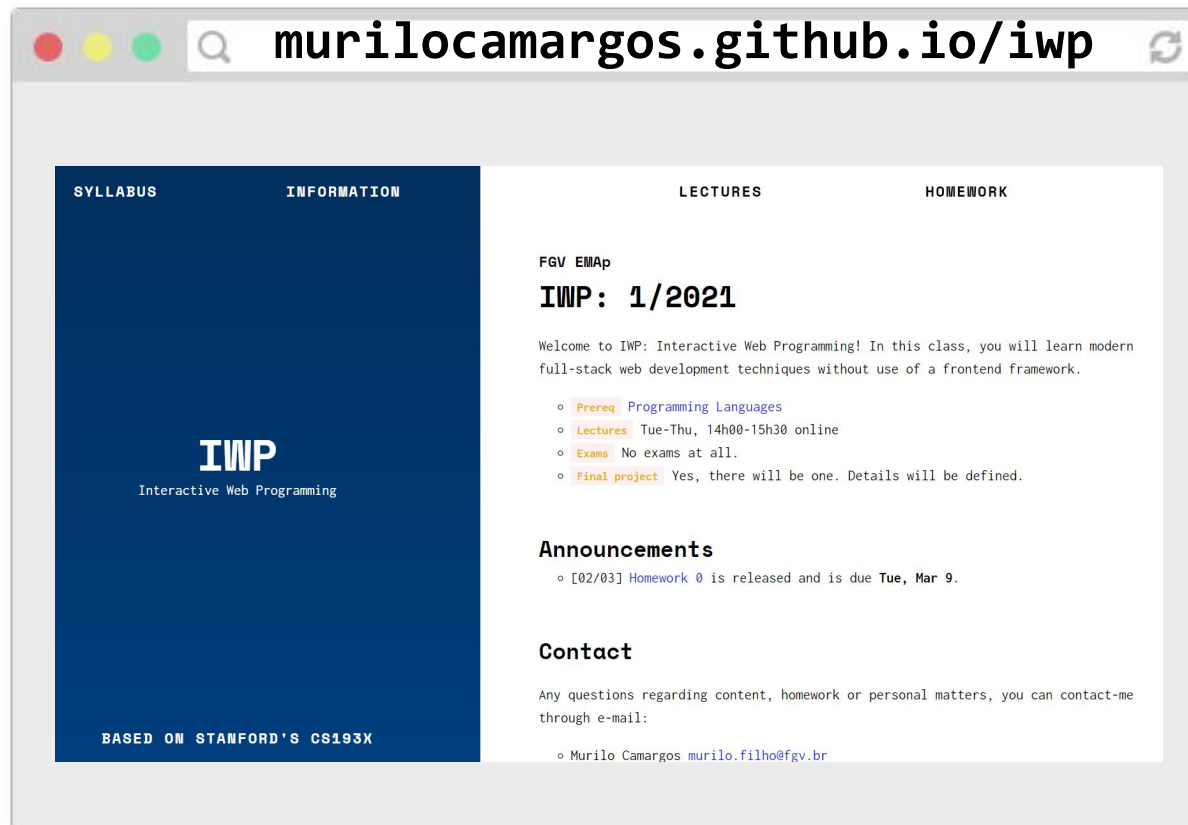 murilocamargos.github.io/iwp
SYLLABUS
INFORMATION
LECTURES
HOMEWORK
IWP
Interactive Web Programming
BASED ON STANFORD'S CS193X
FGV EMAp
IWP: 1/2021
Welcome to IWP: Interactive Web Programming! In this class, you will learn modern
full-stack web development techniques without use of a frontend framework.
Prereq Programming Languages
Lectures Tue-Thu, 14h00-15h30 online
Exams No exams at all.
Final project Yes, there will be one. Details will be defined.
Announcements
[02/03] Homework 0 is released and is due Tue, Mar 9.
Contact
Any questions regarding content, homework or personal matters, you can contact-me
through e-mail:
Murilo Camargos murilo.filho@fgv.br